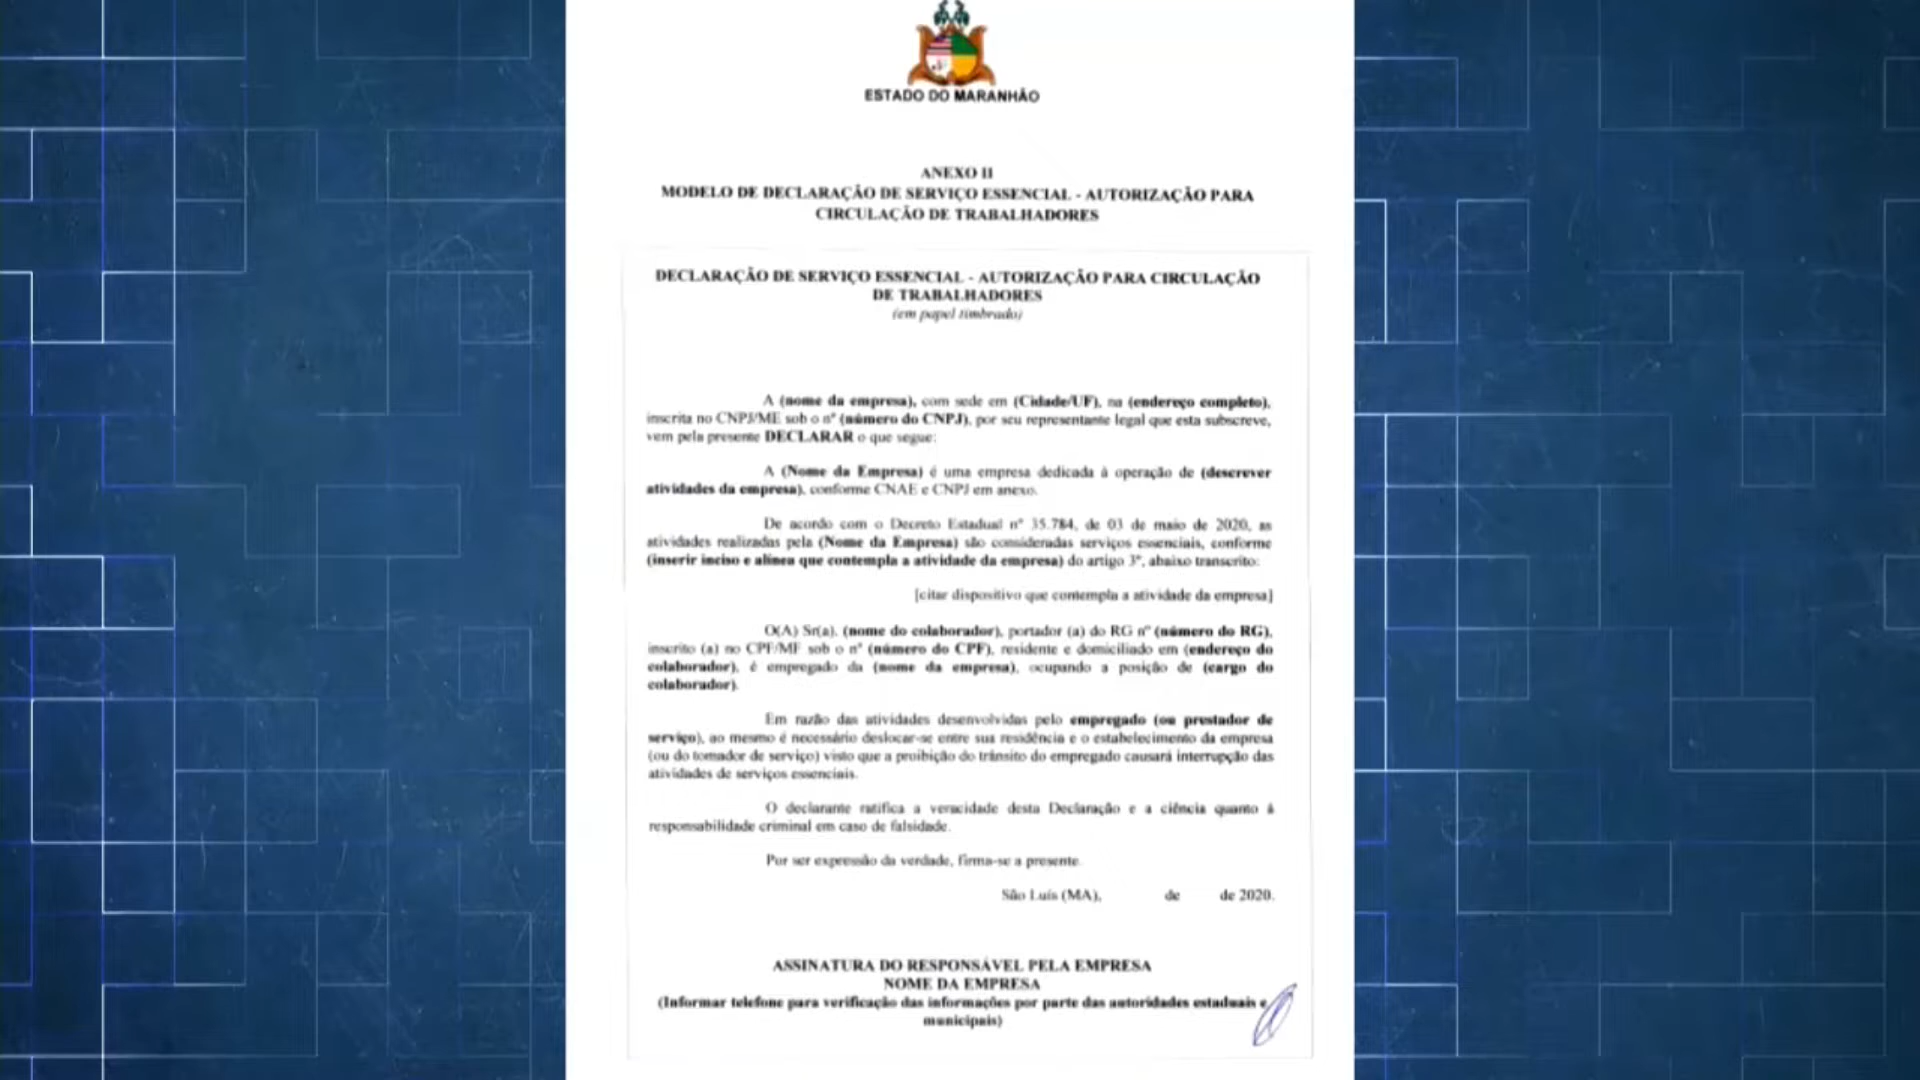 ESTADO DO MARANHÃO
ANEXO II
MODELO DE DECLARAÇÃO DE SERVIÇO ESSENCIAL - AUTORIZAÇÃO PARA
CIRCULAÇÃO DE TRABALHADORES
DECLARAÇÃO DE SERVIÇO ESSENCIAL - AUTORIZAÇÃO PARA CIRCULAÇÃO
DE TRABALHADORES
(em papel timbrado)
A (nome da empresa), com sede em (Cidade/UF), na (endereço completo),
inscrita no CNPJ/ME sob o nº (número do CNPJ), por seu representante legal que esta subscreve,
vem pela presente DECLARAR o que segue:
A (Nome da Empresa) é uma empresa dedicada à operação de (descrever
atividades da empresa), conforme CNAE e CNPJ em anexo.
De acordo com o Decreto Estadual nº 35.784, de 03 de maio de 2020, as
atividades realizadas pela (Nome da Empresa) são consideradas serviços essenciais, conforme
(inserir inciso e alínea que contempla a atividade da empresa) do artigo 3º, abaixo transcrito:
[citar dispositivo que contempla a atividade da empresa]
O(A) Sr(a). (nome do colaborador), portador (a) do RG nº (número do RG),
inscrito (a) no CPF/MF sob o nº (número do CPF), residente e domiciliado em (endereço do
colaborador), é empregado da (nome da empresa), ocupando a posição de (cargo do
colaborador).
Em razão das atividades desenvolvidas pelo empregado (ou prestador de
serviço), ao mesmo é necessário deslocar-se entre sua residência e o estabelecimento da empresa
(ou do tomador de serviço) visto que a proibição do trânsito do empregado causará interrupção das
atividades de serviços essenciais.
O declarante ratifica a veracidade desta Declaração e a ciência quanto à
responsabilidade criminal em caso de falsidade.
Por ser expressão da verdade, firma-se a presente.
São Luís (MA), de de 2020.
ASSINATURA DO RESPONSÁVEL PELA EMPRESA
NOME DA EMPRESA
(Informar telefone para verificação das informações por parte das autoridades estaduais e
municipais)